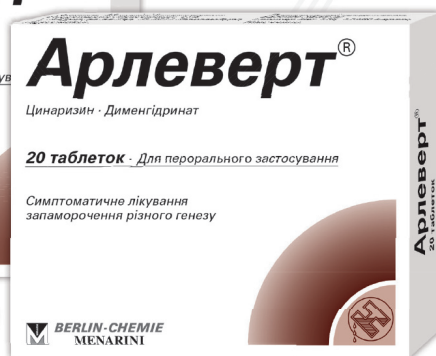 Арлеверт®
Цинаризин · Дименгідринат
20 таблеток - Для перорального застосування
Симптоматичне лікування
запаморочення різного генезу
BERLIN-CHEMIE
MENARINI
Арлеверт®
20 таблеток